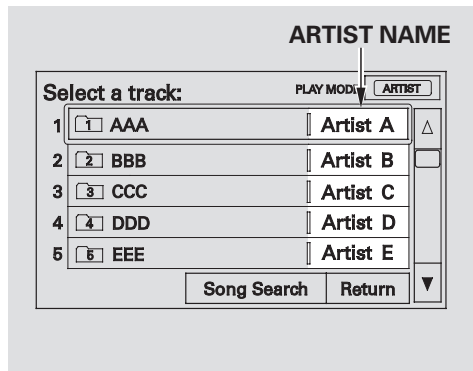 ARTIST NAME
Select a track: PLAY MODE ARTIST
1 1 AAA Artist A
2 2 BBB Artist B
3 3 CCC Artist C
4 4 DDD Artist D
5 5 EEE Artist E
Song Search Return